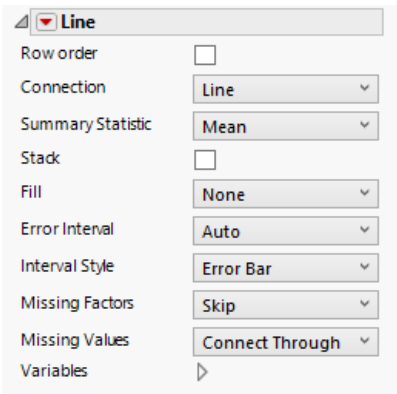 Line
Row order
Connection Line
Summary Statistic Mean
Stack
Fill None
Error Interval Auto
Interval Style Error Bar
Missing Factors Skip
Missing Values Connect Through
Variables